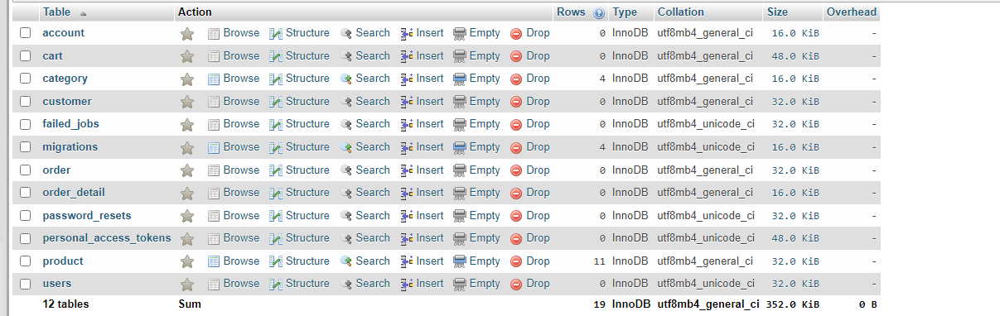 Table Action Rows Type Collation Size Overhead
account Browse Structure Search Insert Empty Drop 0 InnoDB utf8mb4_general_ci 16.0 KiB -
cart Browse Structure Search Insert Empty Drop 0 InnoDB utf8mb4_general_ci 48.0 KiB -
category Browse Structure Search Insert Empty Drop 4 InnoDB utf8mb4_general_ci 16.0 KiB -
customer Browse Structure Search Insert Empty Drop 0 InnoDB utf8mb4_general_ci 32.0 KiB -
failed_jobs Browse Structure Search Insert Empty Drop 0 InnoDB utf8mb4_unicode_ci 32.0 KiB -
migrations Browse Structure Search Insert Empty Drop 4 InnoDB utf8mb4_unicode_ci 16.0 KiB -
order Browse Structure Search Insert Empty Drop 0 InnoDB utf8mb4_general_ci 32.0 KiB -
order_detail Browse Structure Search Insert Empty Drop 0 InnoDB utf8mb4_general_ci 16.0 KiB -
password_resets Browse Structure Search Insert Empty Drop 0 InnoDB utf8mb4_unicode_ci 32.0 KiB -
personal_access_tokens Browse Structure Search Insert Empty Drop 0 InnoDB utf8mb4_unicode_ci 48.0 KiB -
product Browse Structure Search Insert Empty Drop 11 InnoDB utf8mb4_general_ci 32.0 KiB -
users Browse Structure Search Insert Empty Drop 0 InnoDB utf8mb4_unicode_ci 32.0 KiB -
12 tables Sum 19 InnoDB utf8mb4_general_ci 352.0 KiB 0 B